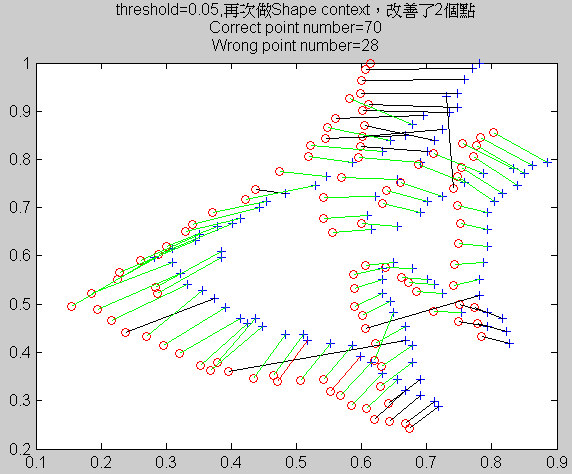 threshold=0.05,再次做Shape context，改善了2個點
Correct point number=70
Wrong point number=28
1
0.9
0.8
0.7
0.6
0.5
0.4
0.3
0.2
0.1 0.2 0.3 0.4 0.5 0.6 0.7 0.8 0.9